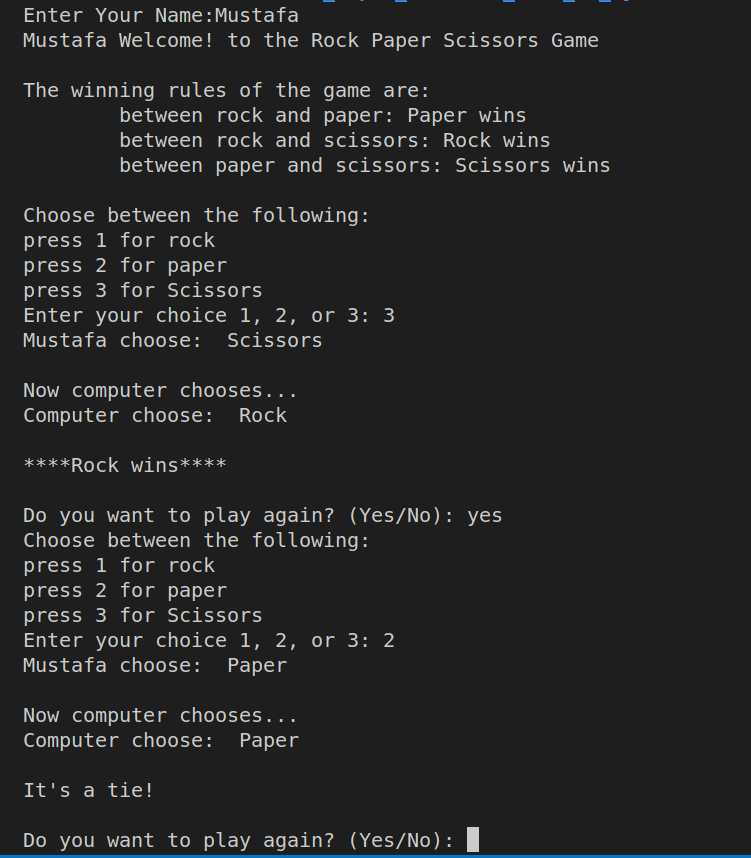 Enter Your Name:Mustafa
Mustafa Welcome! to the Rock Paper Scissors Game
The winning rules of the game are:
between rock and paper: Paper wins
between rock and scissors: Rock wins
between paper and scissors: Scissors wins
Choose between the following:
press 1 for rock
press 2 for paper
press 3 for Scissors
Enter your choice 1, 2, or 3: 3
Mustafa choose:  Scissors
Now computer chooses...
Computer choose:  Rock
****Rock wins****
Do you want to play again? (Yes/No): yes
Choose between the following:
press 1 for rock
press 2 for paper
press 3 for Scissors
Enter your choice 1, 2, or 3: 2
Mustafa choose:  Paper
Now computer chooses...
Computer choose:  Paper
It's a tie!
Do you want to play again? (Yes/No):